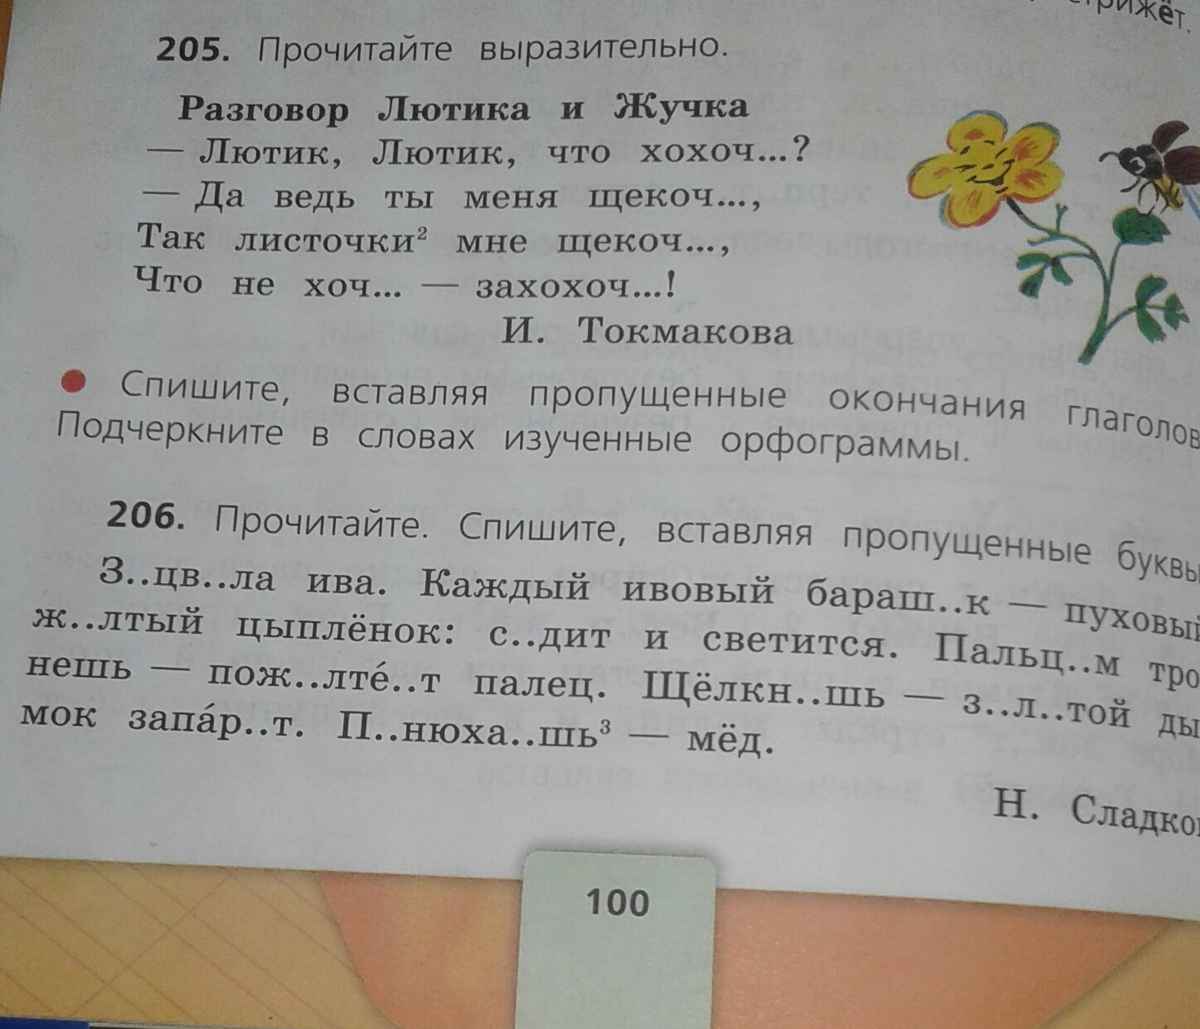 трижёт.
205. Прочитайте выразительно.
Разговор Лютика и Жучка
— Лютик, Лютик, что хохоч...?
— Да ведь ты меня щекоч...,
Так листочки² мне щекоч...,
Что не хоч... — захохоч...!
И. Токмакова
Спишите, вставляя пропущенные окончания глаголов
Подчеркните в словах изученные орфограммы.
206. Прочитайте. Спишите, вставляя пропущенные буквы
З..цв..ла ива. Каждый ивовый бараш..к — пуховый
ж..лтый цыплёнок: с..дит и светится. Пальц..м тро
нешь — пож..лте́..т палец. Щёлкн..шь — з..л..той ды
мок запа́р..т. П..нюха..шь³ — мёд.
Н. Сладков
100